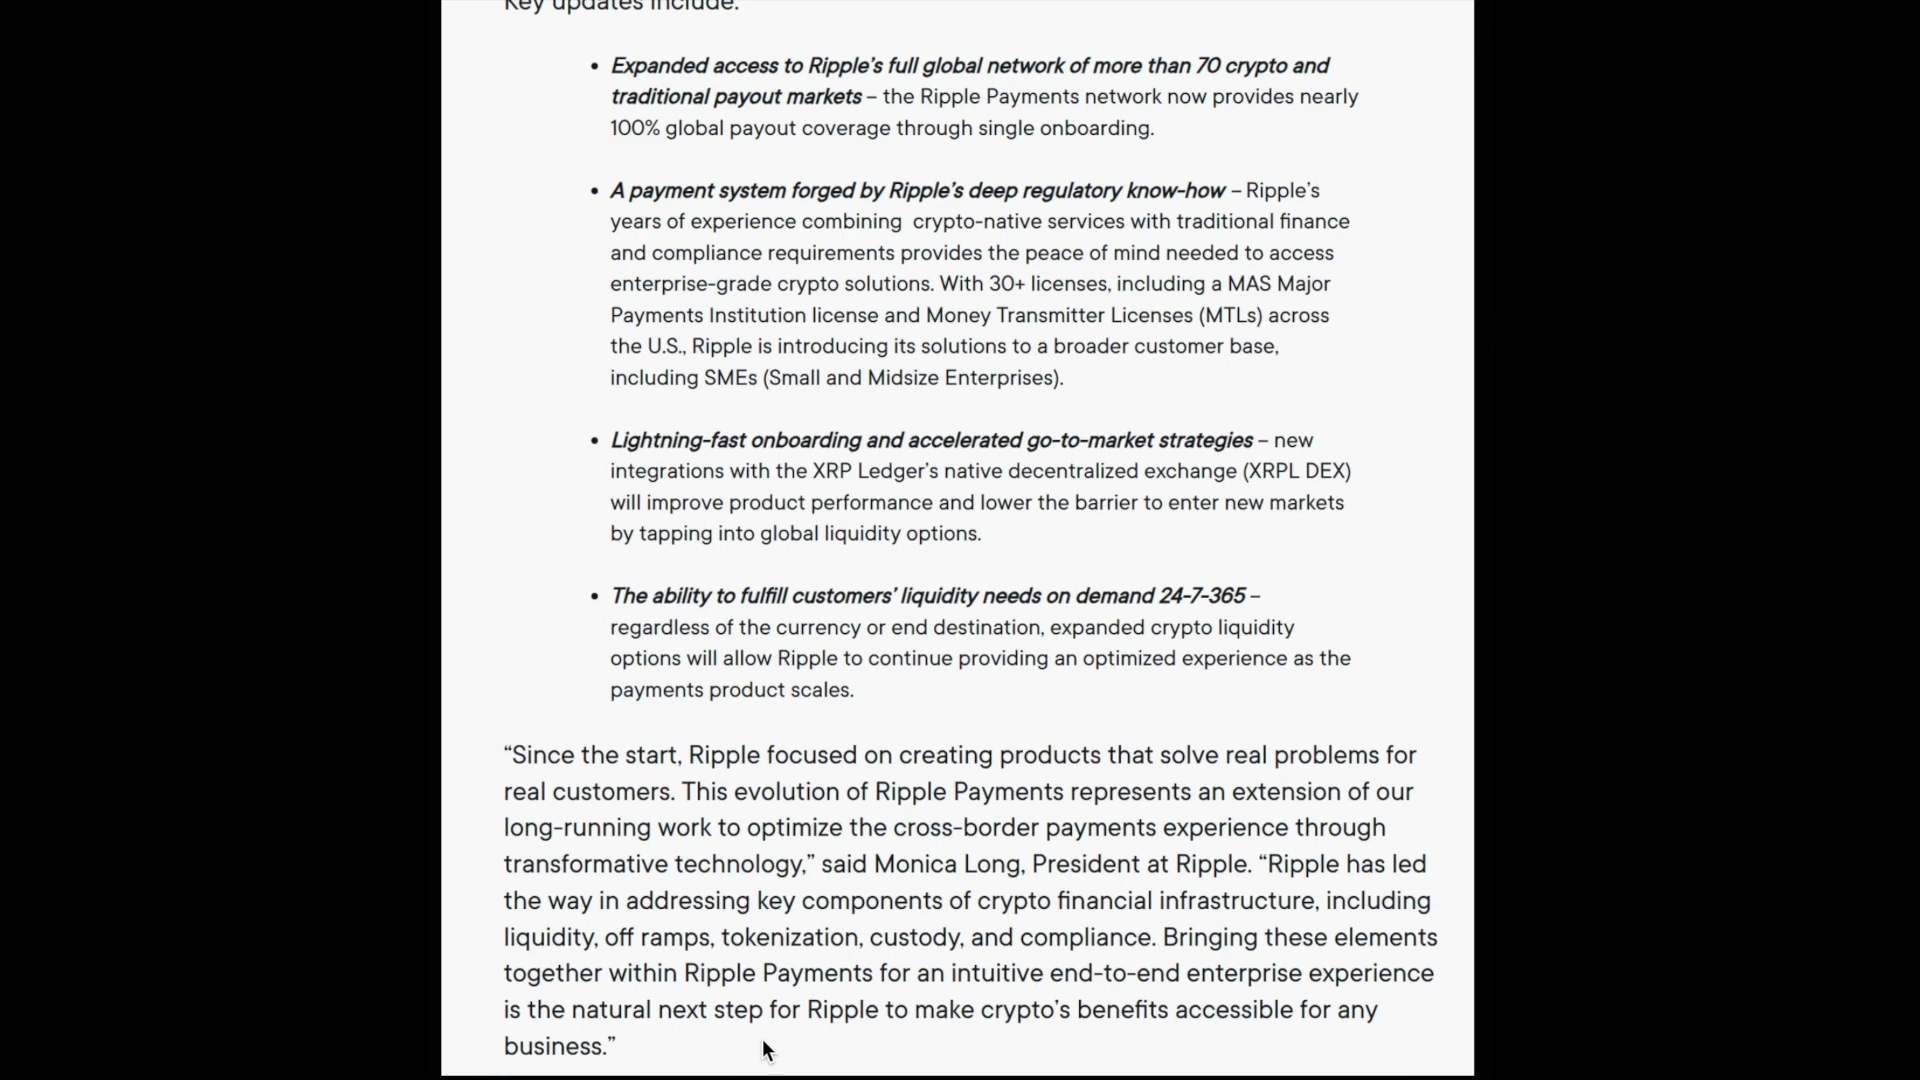 Key updates include:
• Expanded access to Ripple’s full global network of more than 70 crypto and
traditional payout markets – the Ripple Payments network now provides nearly
100% global payout coverage through single onboarding.
• A payment system forged by Ripple’s deep regulatory know-how – Ripple’s
years of experience combining  crypto-native services with traditional finance
and compliance requirements provides the peace of mind needed to access
enterprise-grade crypto solutions. With 30+ licenses, including a MAS Major
Payments Institution license and Money Transmitter Licenses (MTLs) across
the U.S., Ripple is introducing its solutions to a broader customer base,
including SMEs (Small and Midsize Enterprises).
• Lightning-fast onboarding and accelerated go-to-market strategies – new
integrations with the XRP Ledger’s native decentralized exchange (XRPL DEX)
will improve product performance and lower the barrier to enter new markets
by tapping into global liquidity options.
• The ability to fulfill customers’ liquidity needs on demand 24-7-365 –
regardless of the currency or end destination, expanded crypto liquidity
options will allow Ripple to continue providing an optimized experience as the
payments product scales.
“Since the start, Ripple focused on creating products that solve real problems for
real customers. This evolution of Ripple Payments represents an extension of our
long-running work to optimize the cross-border payments experience through
transformative technology,” said Monica Long, President at Ripple. “Ripple has led
the way in addressing key components of crypto financial infrastructure, including
liquidity, off ramps, tokenization, custody, and compliance. Bringing these elements
together within Ripple Payments for an intuitive end-to-end enterprise experience
is the natural next step for Ripple to make crypto’s benefits accessible for any
business.”